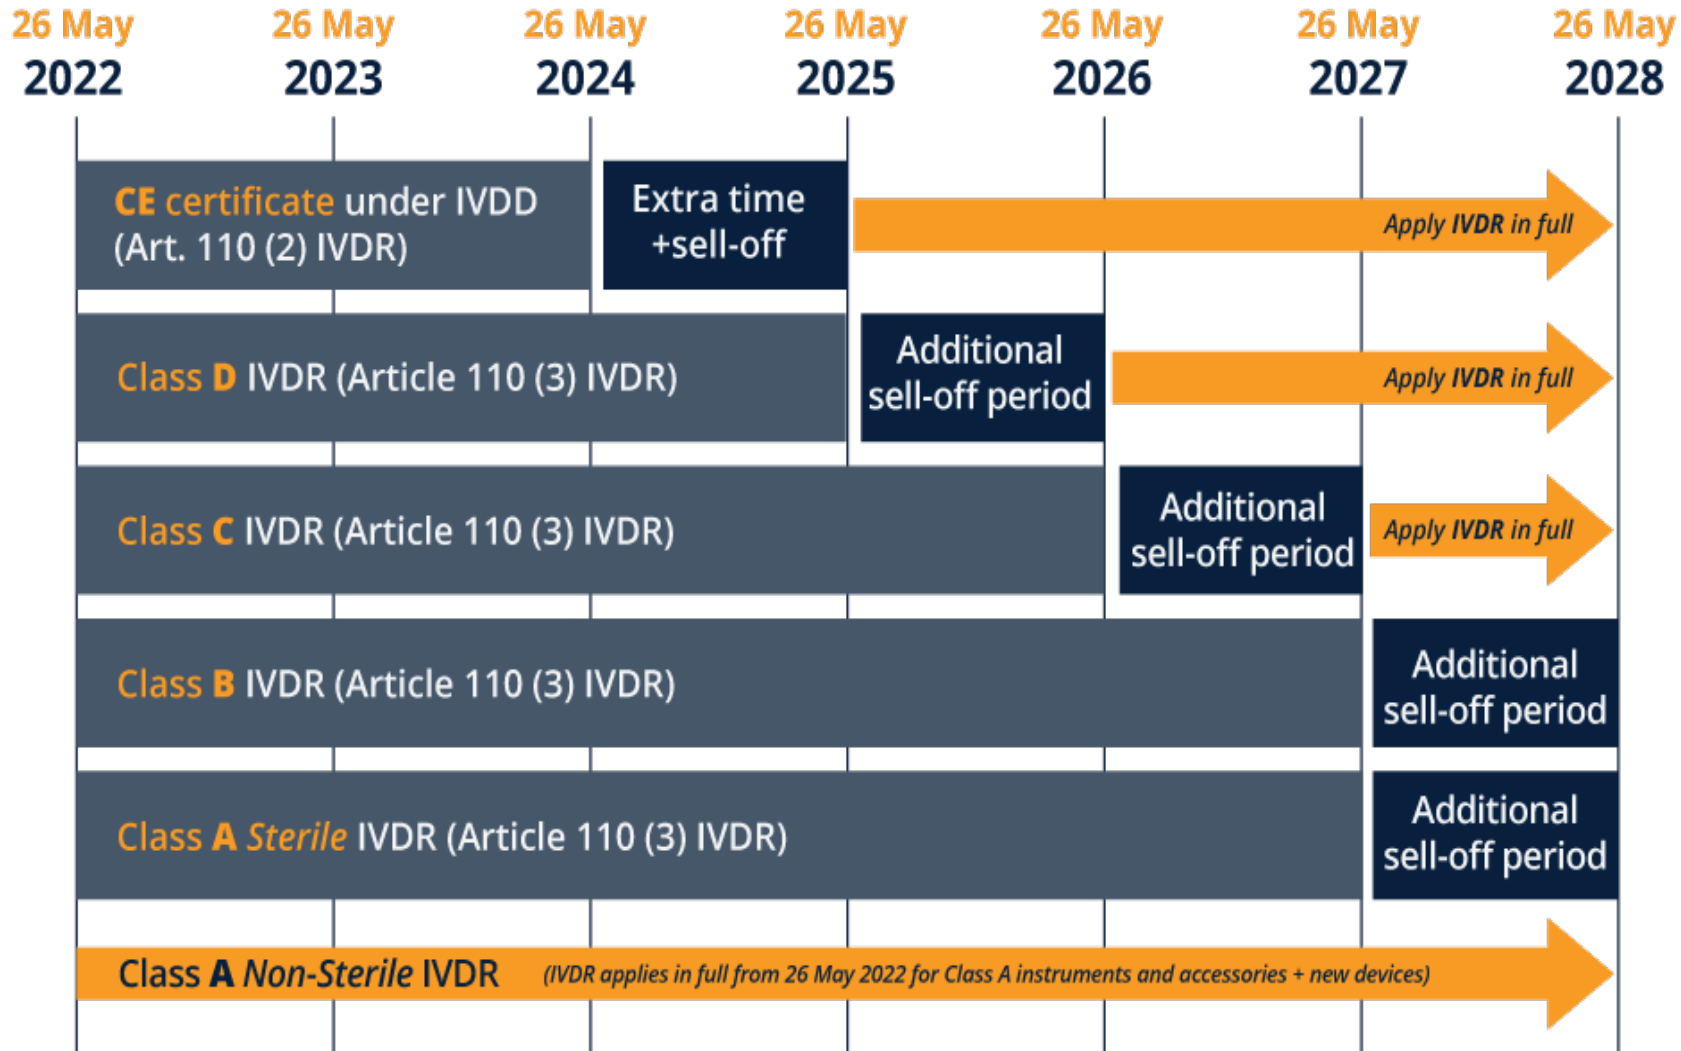 26 May 26 May 26 May 26 May 26 May 26 May 26 May
2022 2023 2024 2025 2026 2027 2028
CE certificate under IVDD
(Art. 110 (2) IVDR)
Extra time
+sell-off
Apply IVDR in full
Class D IVDR (Article 110 (3) IVDR)
Additional
sell-off period
Apply IVDR in full
Class C IVDR (Article 110 (3) IVDR)
Additional
sell-off period
Apply IVDR in full
Class B IVDR (Article 110 (3) IVDR)
Additional
sell-off period
Class A Sterile IVDR (Article 110 (3) IVDR)
Additional
sell-off period
Class A Non-Sterile IVDR (IVDR applies in full from 26 May 2022 for Class A instruments and accessories + new devices)